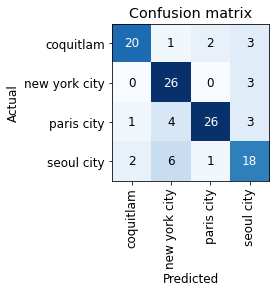 Confusion matrix
Actual
coquitlam 20 1 2 3
new york city 0 26 0 3
paris city 1 4 26 3
seoul city 2 6 1 18
coquitlam new york city paris city seoul city
Predicted